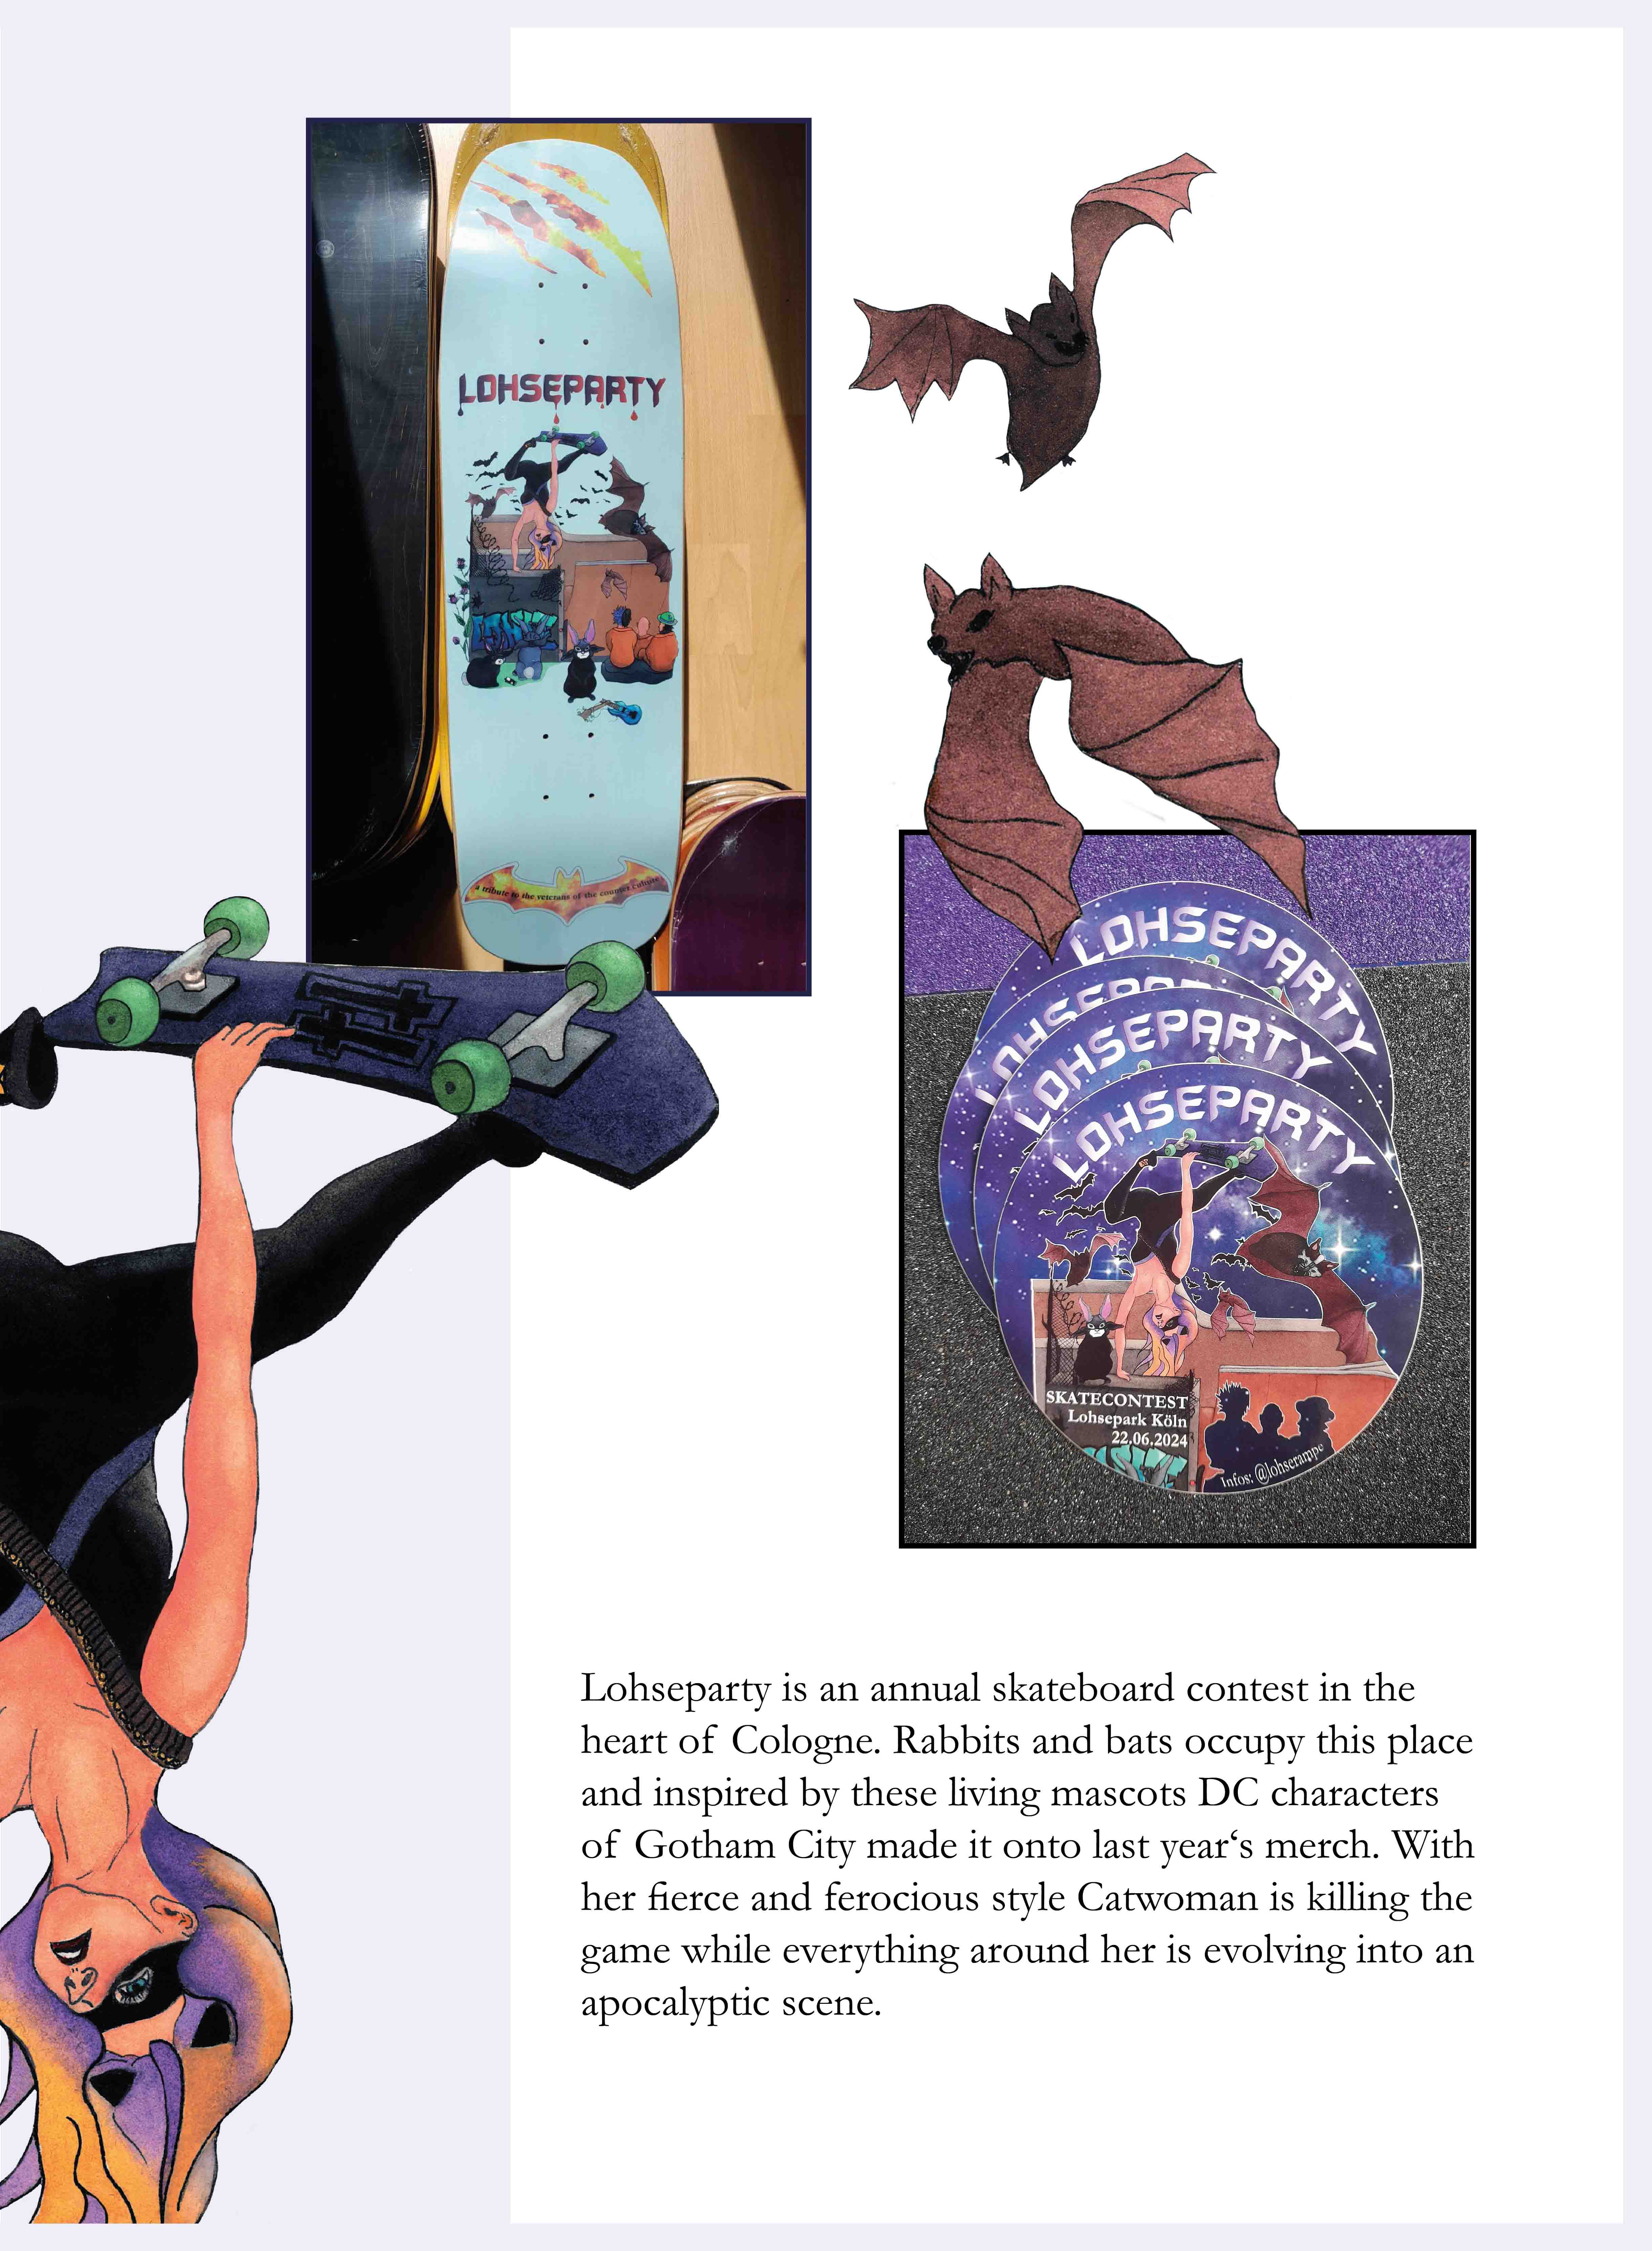 LOHSEPARTY
a tribute to the veterans of the counter culture
LOHSEPARTY
LOHSEPARTY
LOHSEPARTY
LOHSEPARTY
SKATECONTEST
Lohsepark Köln
22.06.2024
Infos: @lohserampe
Lohseparty is an annual skateboard contest in the
heart of Cologne. Rabbits and bats occupy this place
and inspired by these living mascots DC characters
of Gotham City made it onto last year‘s merch. With
her fierce and ferocious style Catwoman is killing the
game while everything around her is evolving into an
apocalyptic scene.